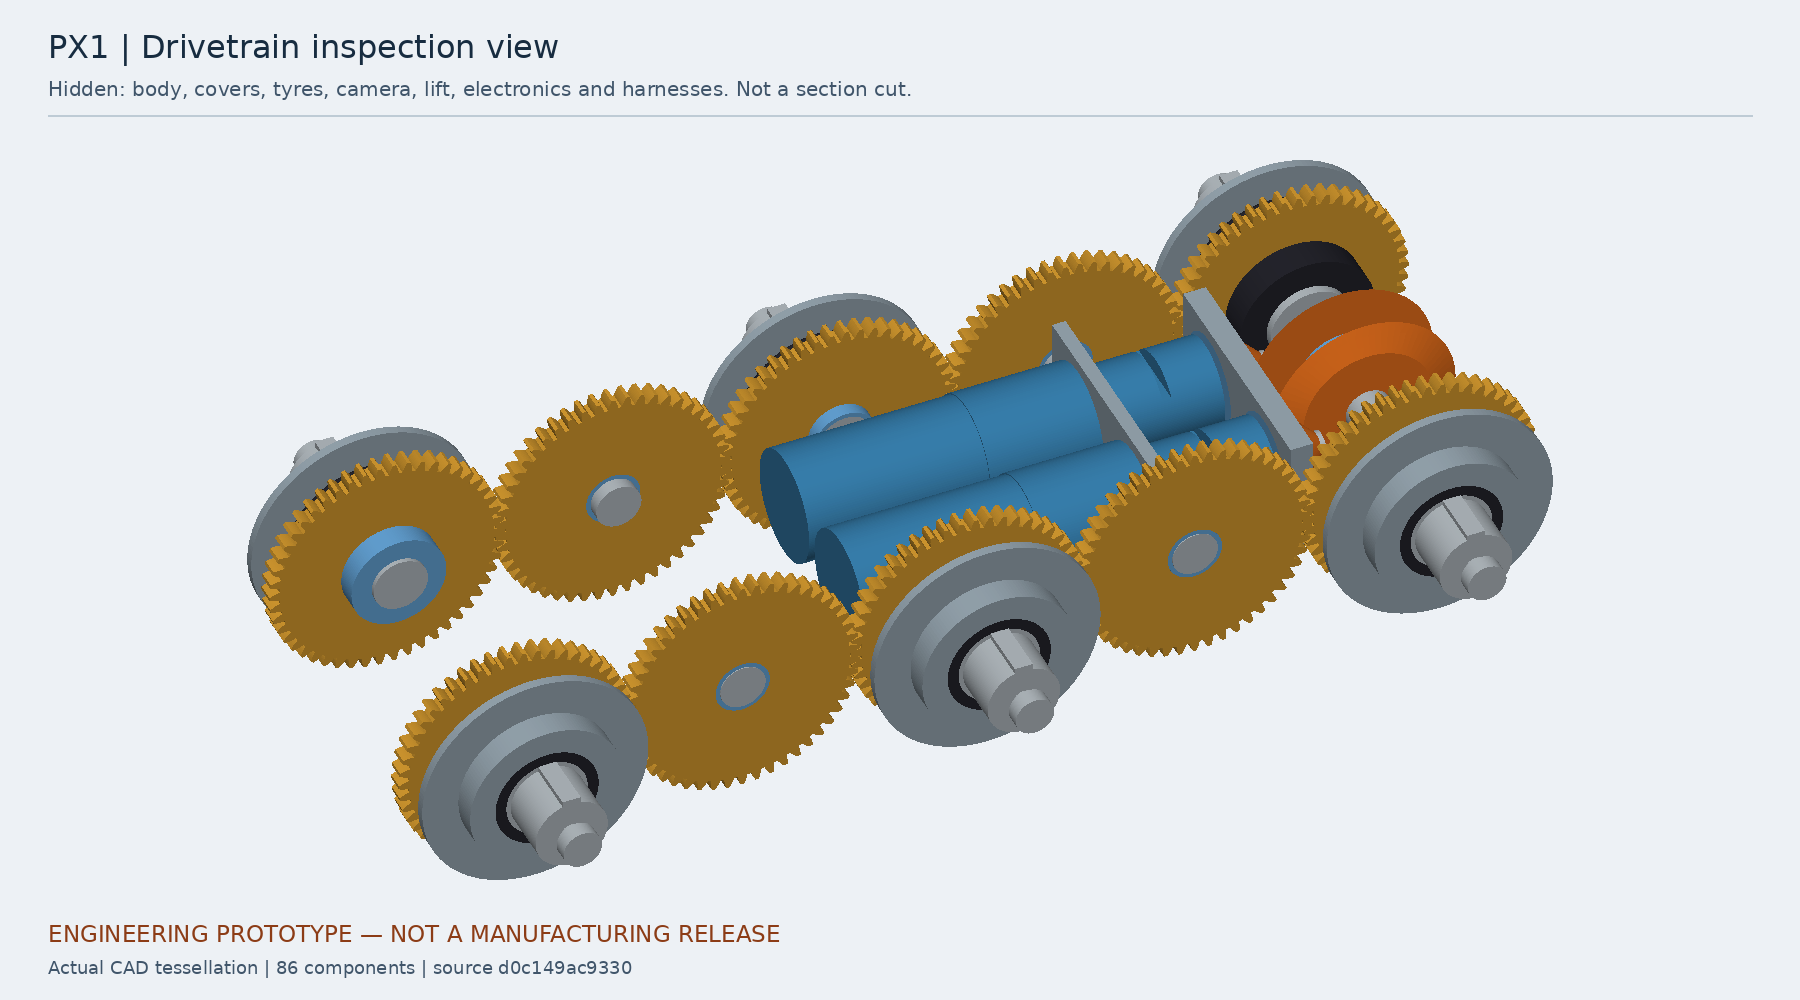 PX1 | Drivetrain inspection view
Hidden: body, covers, tyres, camera, lift, electronics and harnesses. Not a section cut.
ENGINEERING PROTOTYPE — NOT A MANUFACTURING RELEASE
Actual CAD tessellation | 86 components | source d0c149ac9330